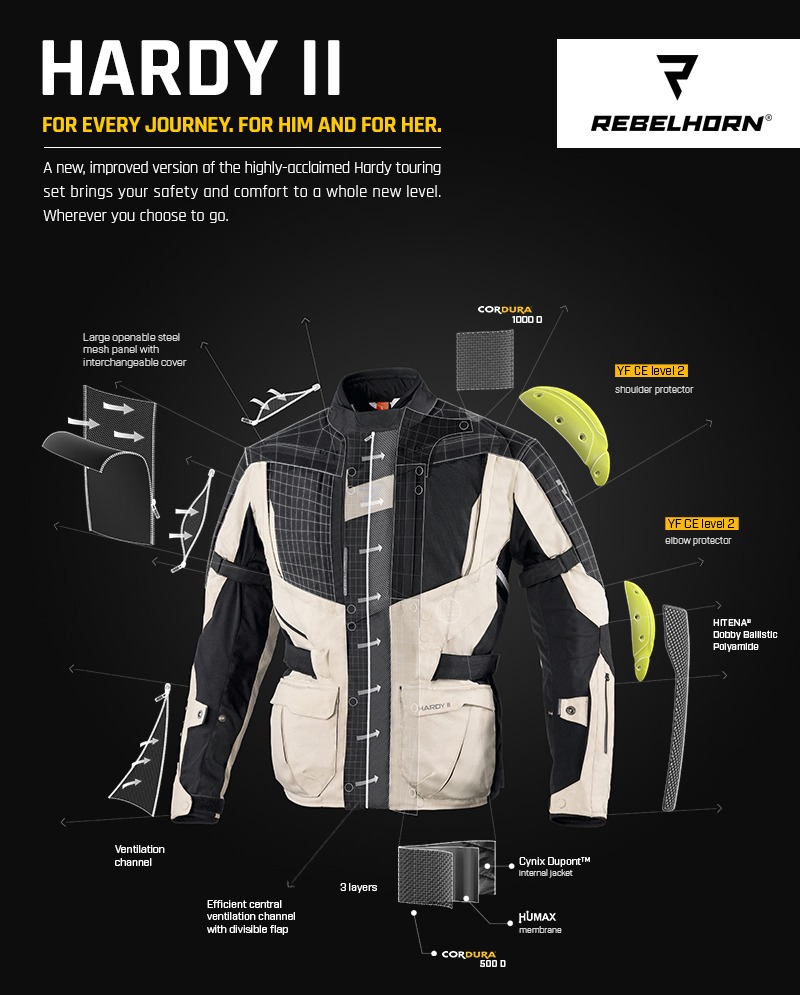 HARDY II
REBELHORN®
FOR EVERY JOURNEY. FOR HIM AND FOR HER.
A new, improved version of the highly-acclaimed Hardy touring
set brings your safety and comfort to a whole new level.
Wherever you choose to go.
CORDURA
1000 D
Large openable steel
mesh panel with
interchangeable cover
YF CE level 2
shoulder protector
YF CE level 2
elbow protector
HITENA®
Dobby Ballistic
Polyamide
HARDY II
Ventilation
channel
Efficient central
ventilation channel
with divisible flap
3 layers
Cynix Dupont™
internal jacket
HUMAX
membrane
CORDURA
500 D